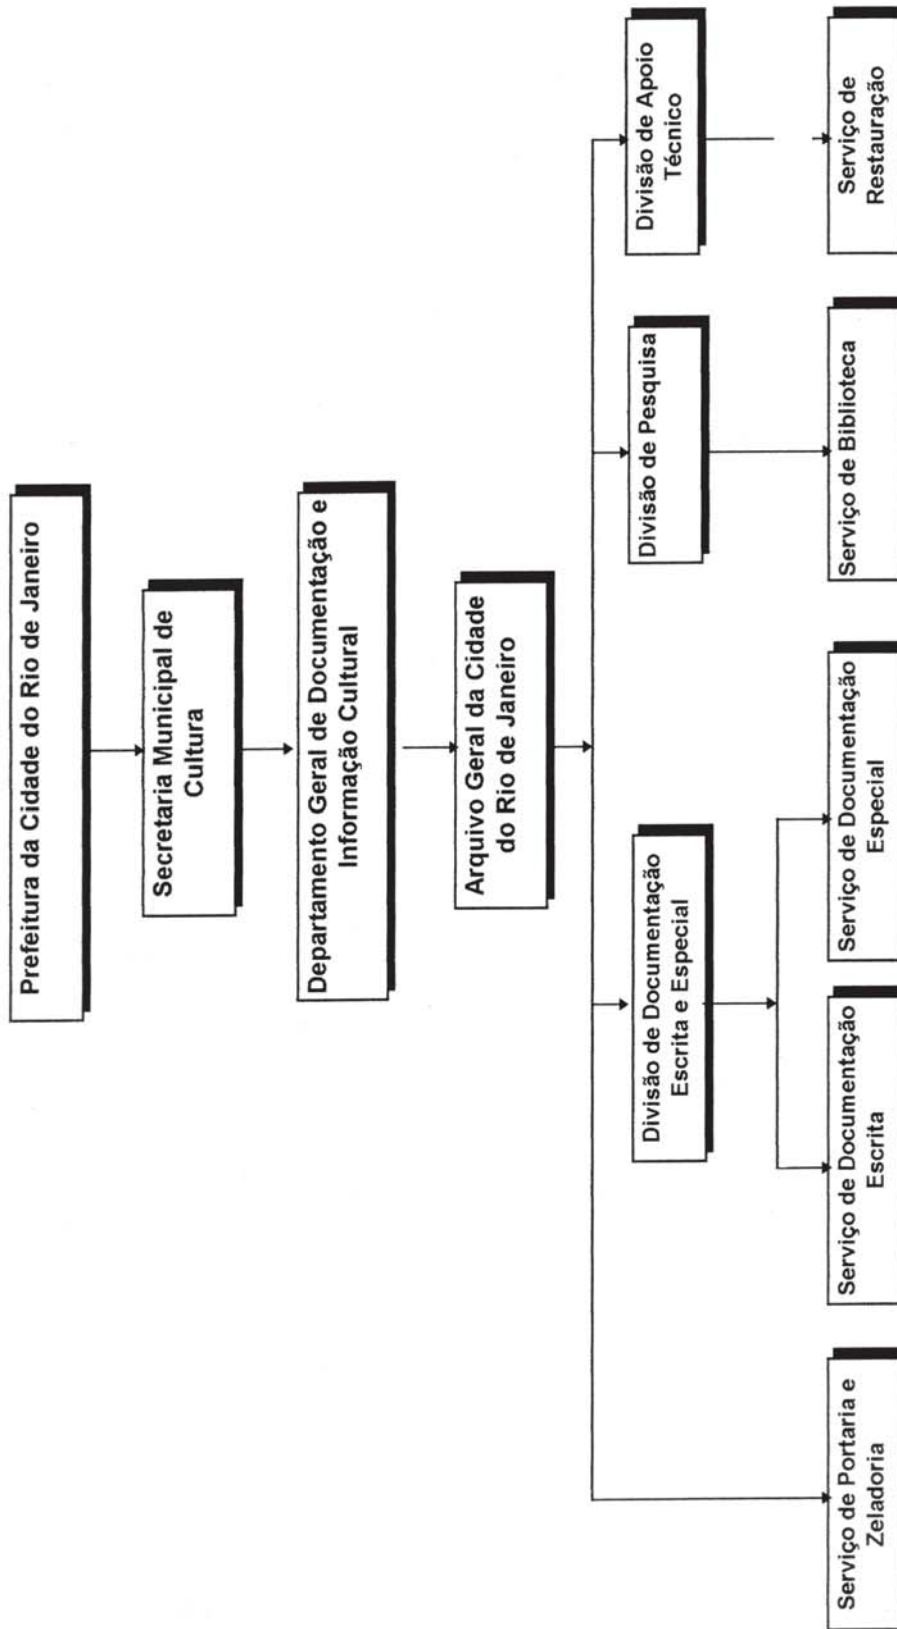 Prefeitura da Cidade do Rio de Janeiro
Secretaria Municipal de
Cultura
Departamento Geral de Documentação e
Informação Cultural
Arquivo Geral da Cidade
do Rio de Janeiro
Divisão de Documentação
Escrita e Especial
Divisão de Pesquisa
Divisão de Apoio
Técnico
Serviço de Portaria e
Zeladoria
Serviço de Documentação
Escrita
Serviço de Documentação
Especial
Serviço de Biblioteca
Serviço de
Restauração